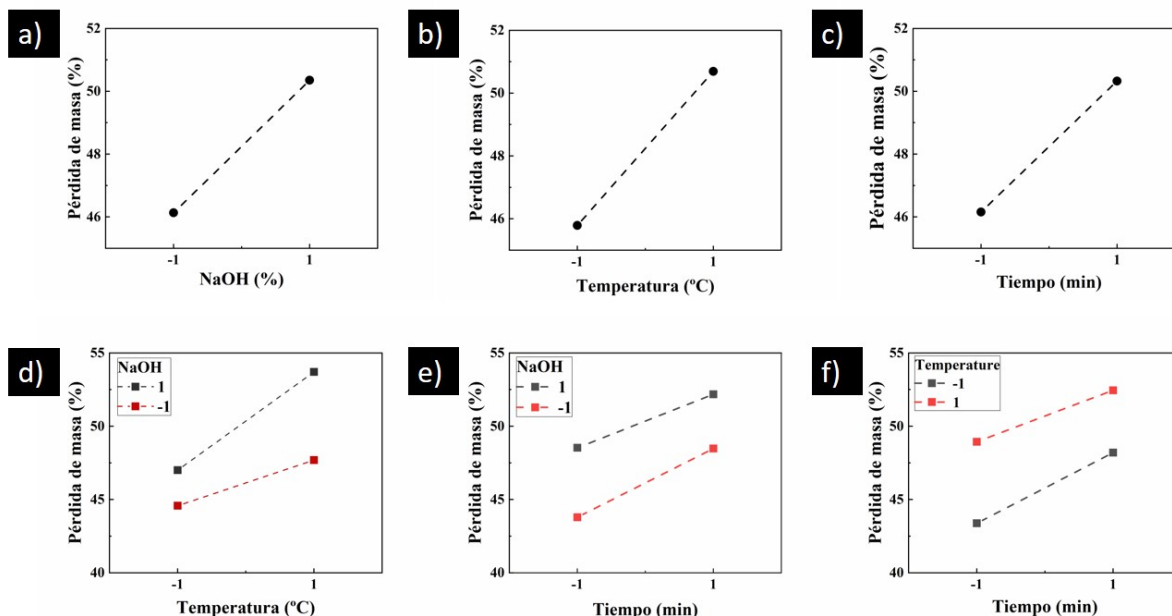 a)
52
50
48
46
Pérdida de masa (%)
-1
1
NaOH (%)
b)
52
50
48
46
Pérdida de masa (%)
-1
1
Temperatura (ºC)
c)
52
50
48
46
Pérdida de masa (%)
-1
1
Tiempo (min)
d)
55
50
45
40
Pérdida de masa (%)
NaOH
1
-1
-1
1
Temperatura (ºC)
e)
55
50
45
40
Pérdida de masa (%)
NaOH
1
-1
-1
1
Tiempo (min)
f)
55
50
45
40
Pérdida de masa (%)
Temperature
-1
1
-1
1
Tiempo (min)